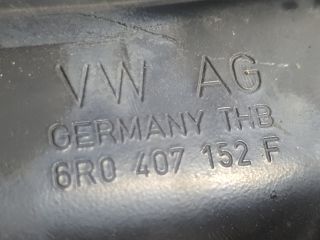 VW AG
GERMANY THB
6R0 407 152 F